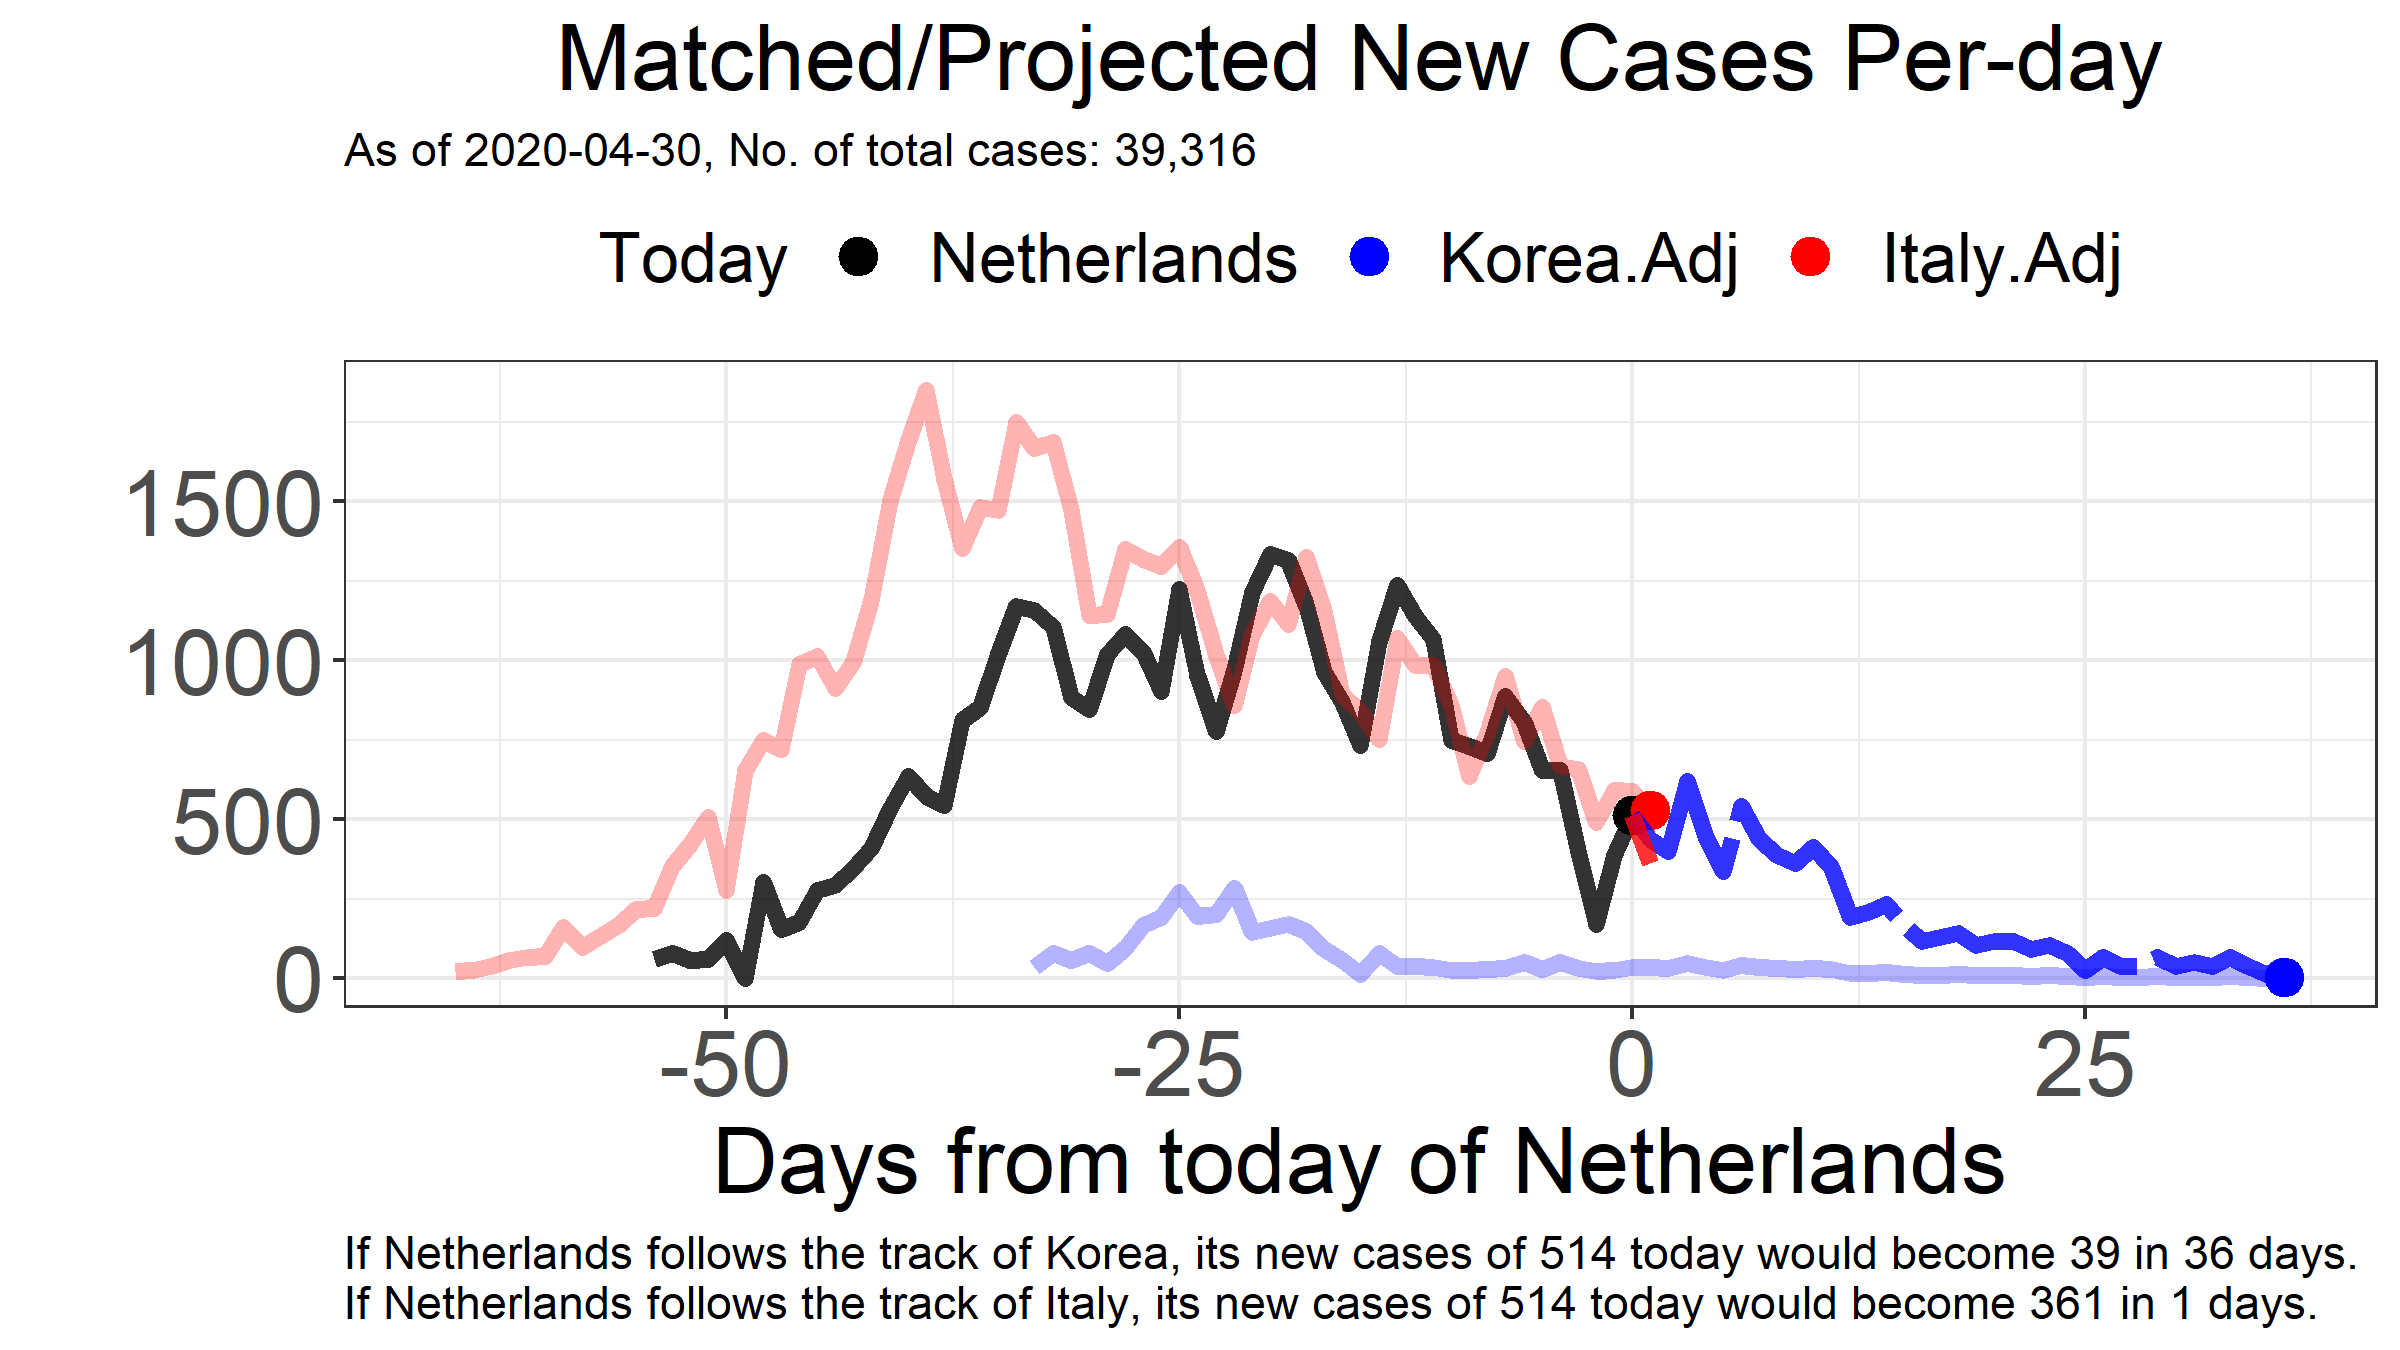 Matched/Projected New Cases Per-day
As of 2020-04-30, No. of total cases: 39,316
Today Netherlands Korea.Adj Italy.Adj
1500
1000
500
0
-50 -25 0 25
Days from today of Netherlands
If Netherlands follows the track of Korea, its new cases of 514 today would become 39 in 36 days.
If Netherlands follows the track of Italy, its new cases of 514 today would become 361 in 1 days.